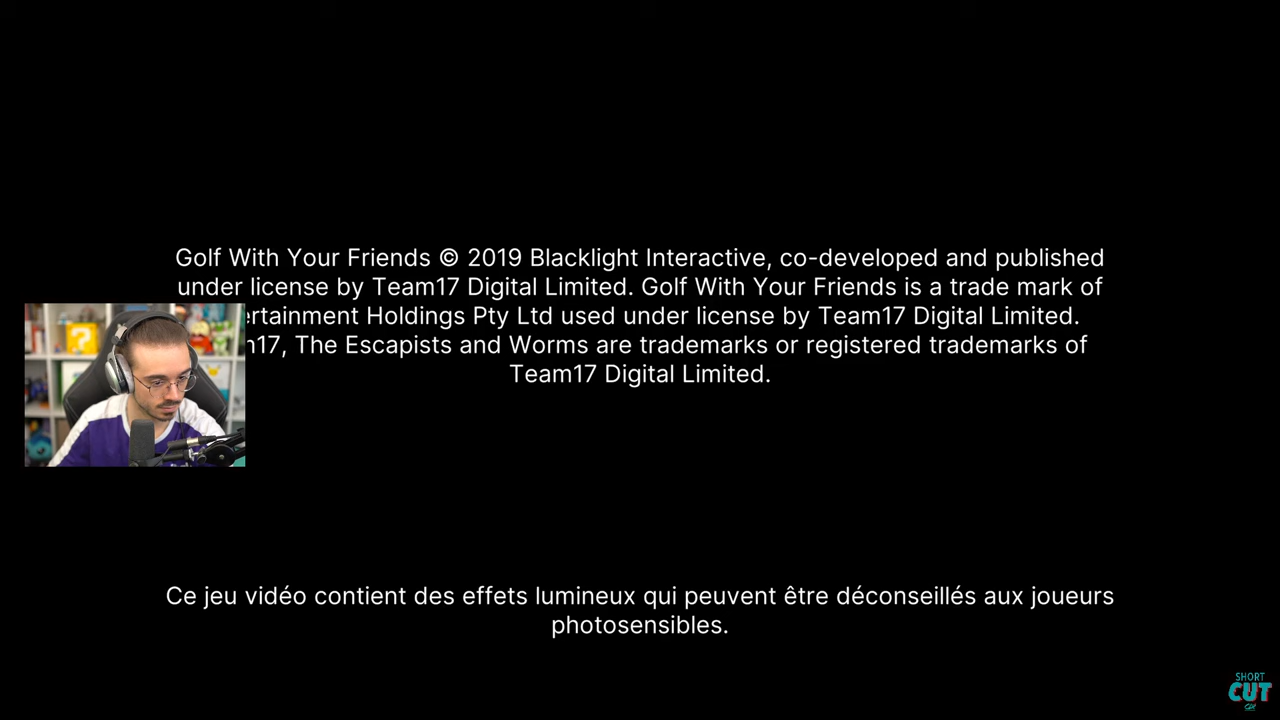 Golf With Your Friends © 2019 Blacklight Interactive, co-developed and published
under license by Team17 Digital Limited. Golf With Your Friends is a trade mark of
ertainment Holdings Pty Ltd used under license by Team17 Digital Limited.
17, The Escapists and Worms are trademarks or registered trademarks of
Team17 Digital Limited.
Ce jeu vidéo contient des effets lumineux qui peuvent être déconseillés aux joueurs
photosensibles.
SHORT
CUT